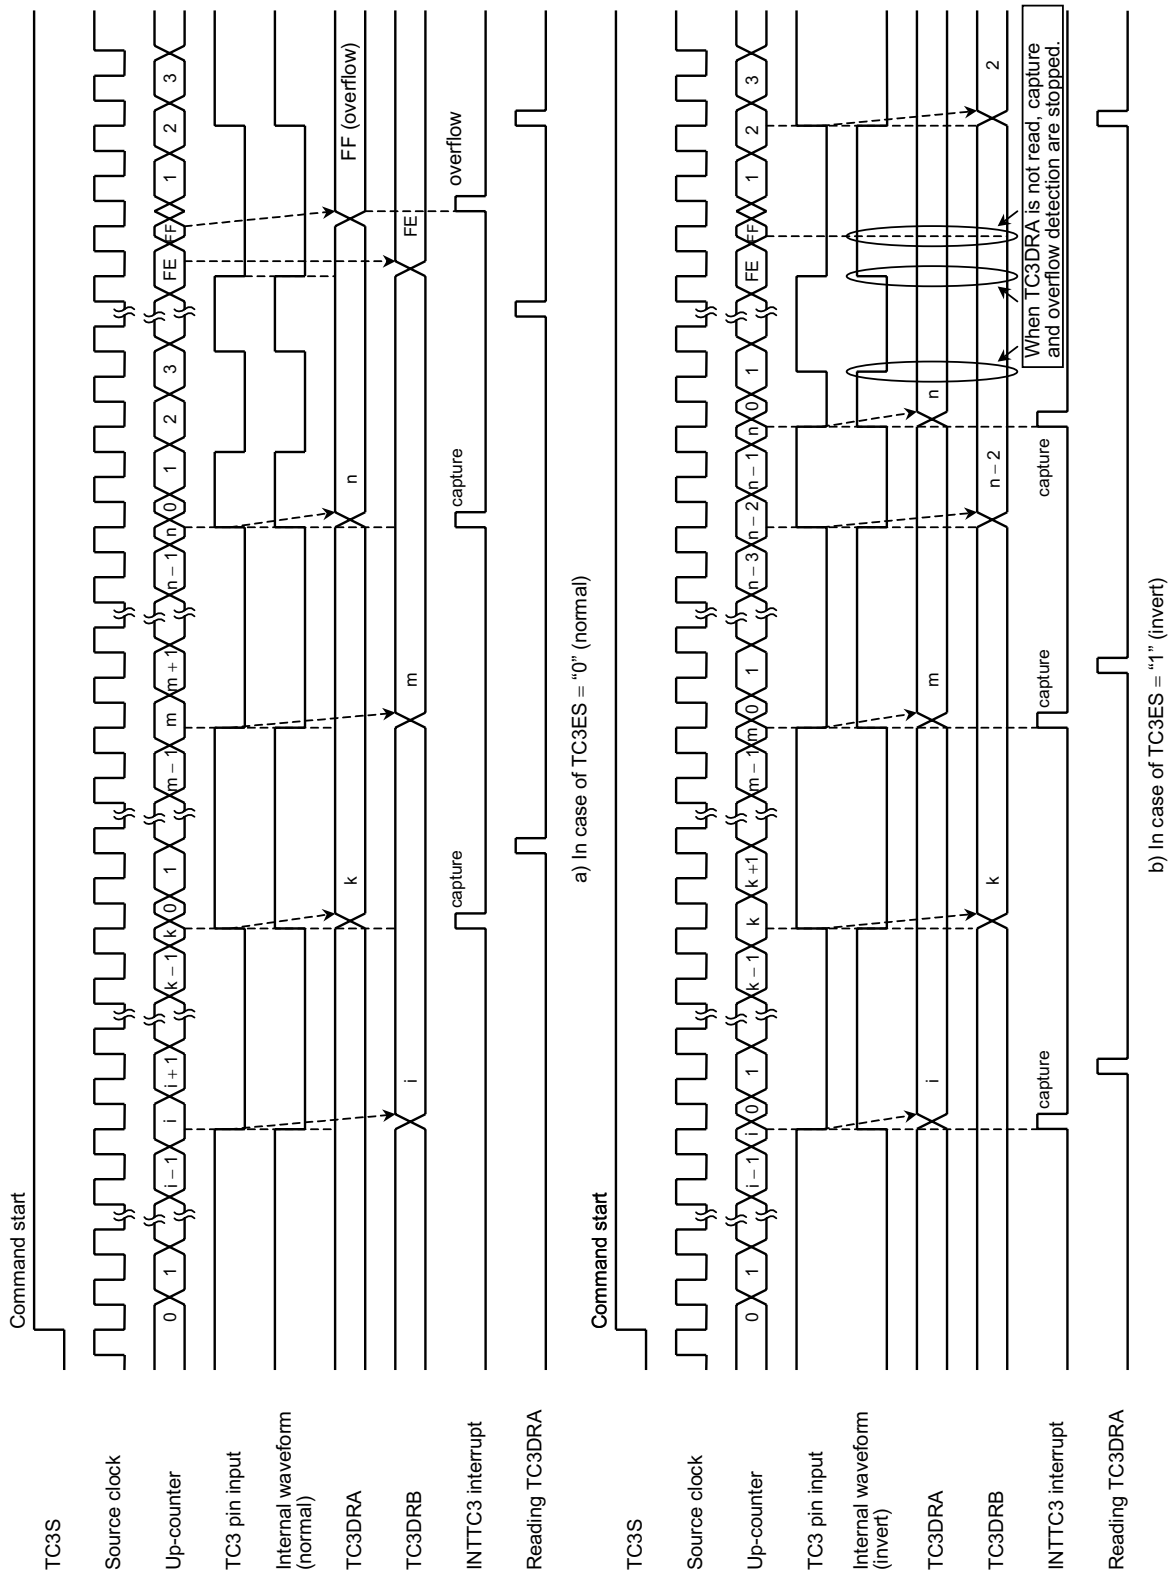 TC3S
Command start
Source clock
Up-counter
0 1 i – 1 i i + 1 k – 1 k 0 1 m – 1 m m + 1 n – 1 n 0 1 2 3 FE FF 1 2 3
TC3 pin input
Internal waveform
(normal)
TC3DRA
k n FF (overflow)
TC3DRB
i m FE
INTTC3 interrupt
capture capture overflow
Reading TC3DRA
a) In case of TC3ES = “0” (normal)
TC3S
Command start
Source clock
Up-counter
0 1 i – 1 i 0 1 k – 1 k k+1 m – 1 m 0 1 n – 3 n – 2 n – 1 n 0 1 FE FF 1 2 3
TC3 pin input
Internal waveform
(invert)
TC3DRA
i m n
TC3DRB
k n – 2 2
When TC3DRA is not read, capture
and overflow detection are stopped.
INTTC3 interrupt
capture capture capture
Reading TC3DRA
b) In case of TC3ES = “1” (invert)